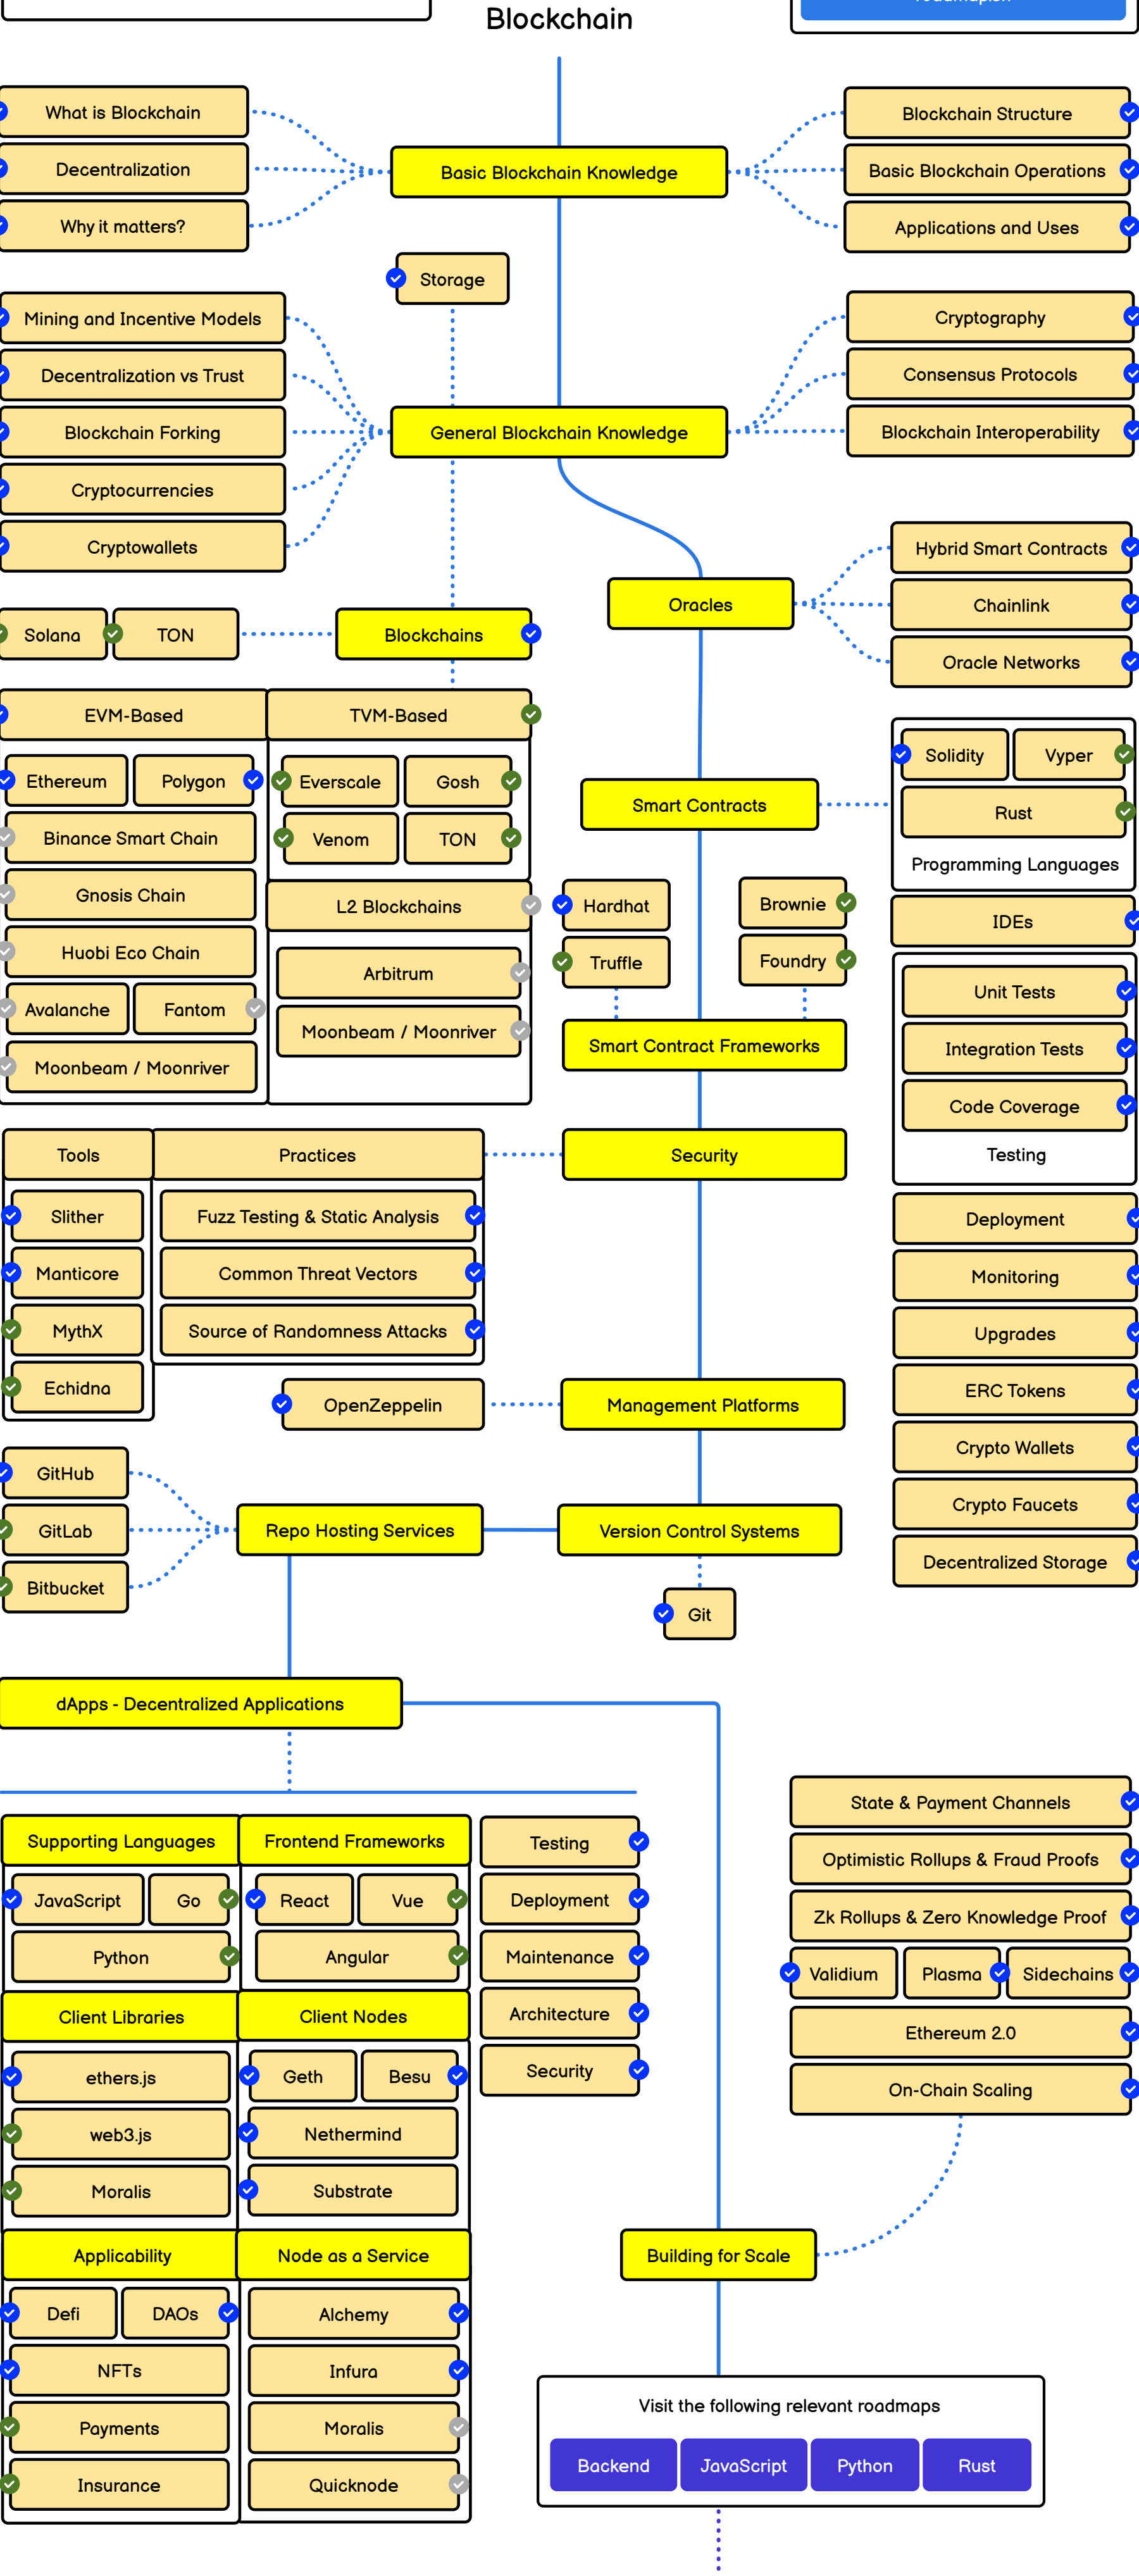 Blockchain
What is Blockchain
Decentralization
Why it matters?
Basic Blockchain Knowledge
Blockchain Structure
Basic Blockchain Operations
Applications and Uses
Storage
Mining and Incentive Models
Decentralization vs Trust
Blockchain Forking
Cryptocurrencies
Cryptowallets
General Blockchain Knowledge
Cryptography
Consensus Protocols
Blockchain Interoperability
Hybrid Smart Contracts
Chainlink
Oracle Networks
Oracles
Solana
TON
Blockchains
EVM-Based
Ethereum
Polygon
Binance Smart Chain
Gnosis Chain
Huobi Eco Chain
Avalanche
Fantom
Moonbeam / Moonriver
TVM-Based
Everscale
Gosh
Venom
TON
L2 Blockchains
Arbitrum
Moonbeam / Moonriver
Smart Contracts
Solidity
Vyper
Rust
Programming Languages
IDEs
Unit Tests
Integration Tests
Code Coverage
Testing
Deployment
Monitoring
Upgrades
ERC Tokens
Crypto Wallets
Crypto Faucets
Decentralized Storage
Hardhat
Truffle
Brownie
Foundry
Smart Contract Frameworks
Security
Tools
Slither
Manticore
MythX
Echidna
Practices
Fuzz Testing & Static Analysis
Common Threat Vectors
Source of Randomness Attacks
OpenZeppelin
Management Platforms
GitHub
GitLab
Bitbucket
Repo Hosting Services
Version Control Systems
Git
dApps - Decentralized Applications
Supporting Languages
JavaScript
Go
Python
Frontend Frameworks
React
Vue
Angular
Testing
Deployment
Maintenance
Architecture
Security
Client Libraries
ethers.js
web3.js
Moralis
Client Nodes
Geth
Besu
Nethermind
Substrate
Applicability
Defi
DAOs
NFTs
Payments
Insurance
Node as a Service
Alchemy
Infura
Moralis
Quicknode
State & Payment Channels
Optimistic Rollups & Fraud Proofs
Zk Rollups & Zero Knowledge Proof
Validium
Plasma
Sidechains
Ethereum 2.0
On-Chain Scaling
Building for Scale
Visit the following relevant roadmaps
Backend
JavaScript
Python
Rust